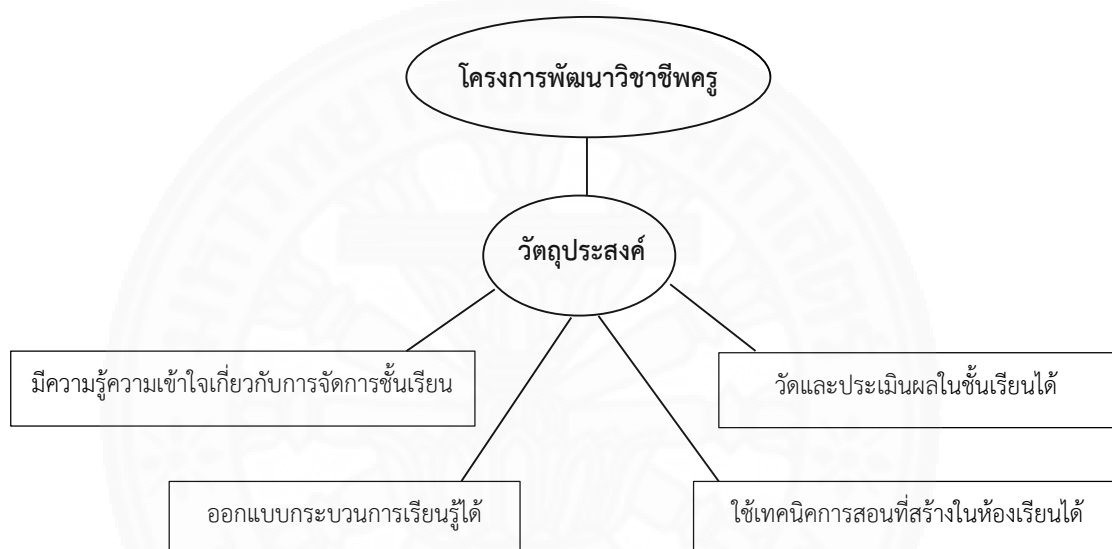 โครงการพัฒนาวิชาชีพครู
วัตถุประสงค์
มีความรู้ความเข้าใจเกี่ยวกับการจัดการชั้นเรียน
วัดและประเมินผลในชั้นเรียนได้
ออกแบบกระบวนการเรียนรู้ได้
ใช้เทคนิคการสอนที่สร้างในห้องเรียนได้